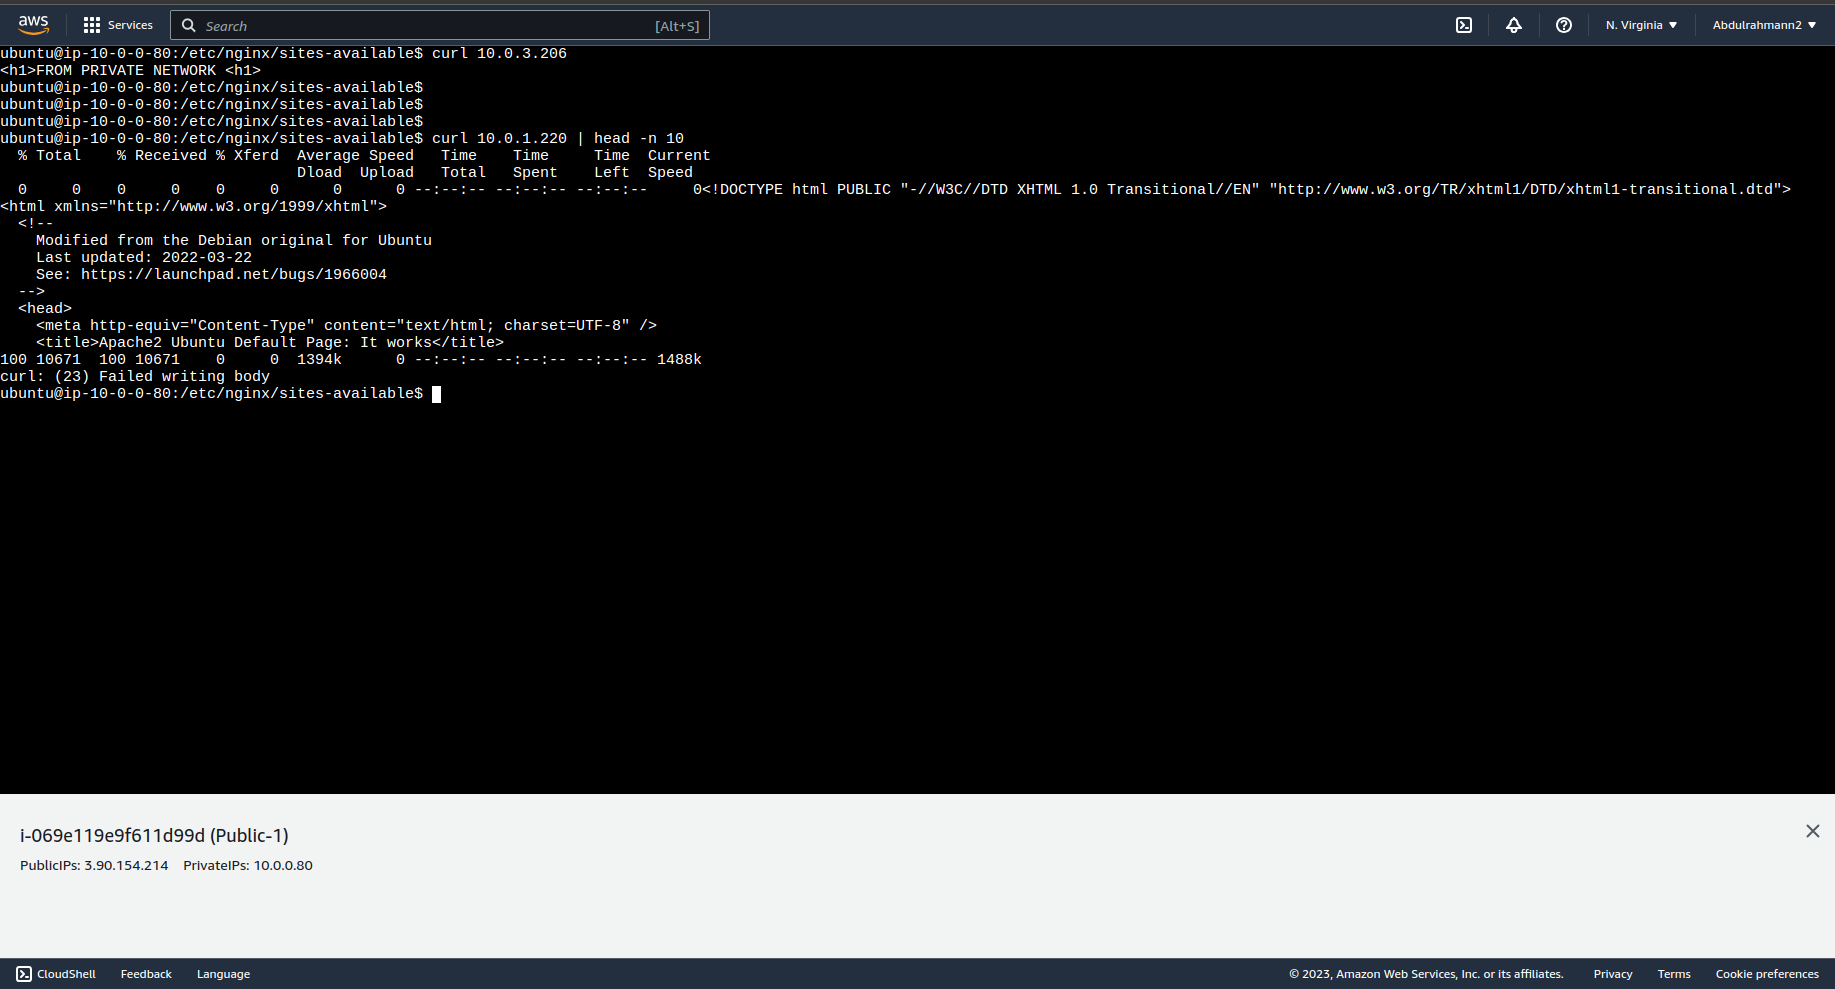 aws Services Search [Alt+S] N. Virginia Abdulrahmann2
ubuntu@ip-10-0-0-80:/etc/nginx/sites-available$ curl 10.0.3.206
<h1>FROM PRIVATE NETWORK <h1>
ubuntu@ip-10-0-0-80:/etc/nginx/sites-available$
ubuntu@ip-10-0-0-80:/etc/nginx/sites-available$
ubuntu@ip-10-0-0-80:/etc/nginx/sites-available$
ubuntu@ip-10-0-0-80:/etc/nginx/sites-available$ curl 10.0.1.220 | head -n 10
  % Total    % Received % Xferd  Average Speed   Time    Time     Time  Current
                                 Dload  Upload   Total   Spent    Left  Speed
  0     0    0     0    0     0      0      0 --:--:-- --:--:-- --:--:--     0<!DOCTYPE html PUBLIC "-//W3C//DTD XHTML 1.0 Transitional//EN" "http://www.w3.org/TR/xhtml1/DTD/xhtml1-transitional.dtd">
<html xmlns="http://www.w3.org/1999/xhtml">
  <!--
    Modified from the Debian original for Ubuntu
    Last updated: 2022-03-22
    See: https://launchpad.net/bugs/1966004
  -->
  <head>
    <meta http-equiv="Content-Type" content="text/html; charset=UTF-8" />
    <title>Apache2 Ubuntu Default Page: It works</title>
100 10671  100 10671    0     0  1394k      0 --:--:-- --:--:-- --:--:-- 1488k
curl: (23) Failed writing body
ubuntu@ip-10-0-0-80:/etc/nginx/sites-available$
i-069e119e9f611d99d (Public-1)
PublicIPs: 3.90.154.214 PrivateIPs: 10.0.0.80
CloudShell Feedback Language © 2023, Amazon Web Services, Inc. or its affiliates. Privacy Terms Cookie preferences